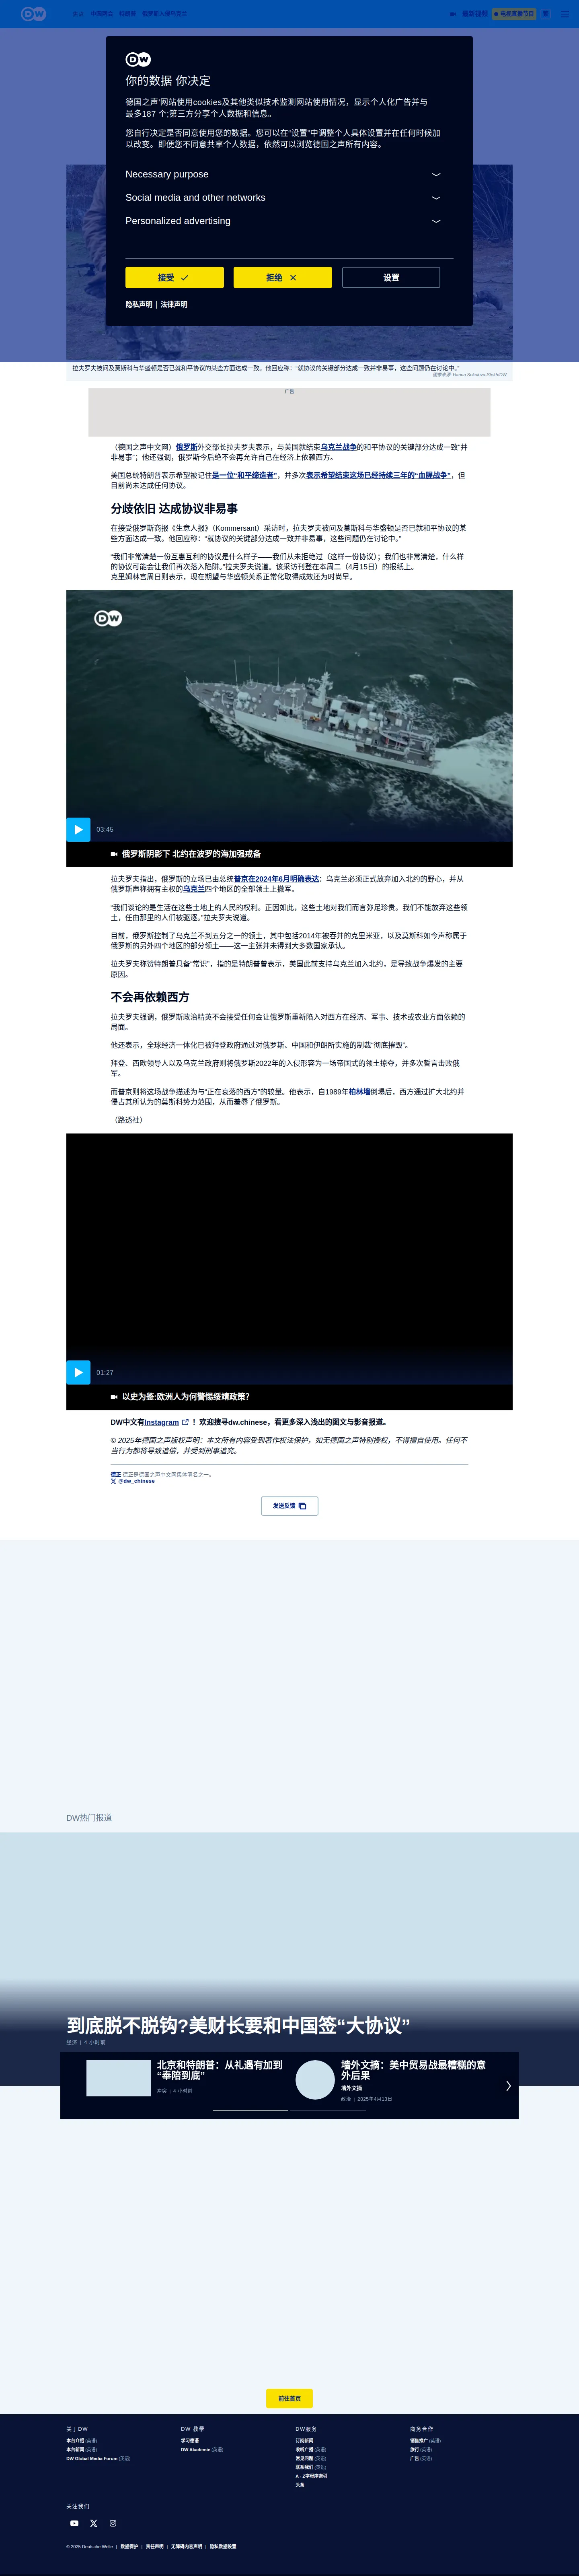 DW
中国两会
特朗普
俄罗斯入侵乌克兰
最新视频
电视直播节目
繁
DW
你的数据 你决定
德国之声网站使用cookies及其他类似技术监测网站使用情况，显示个人化广告并与
最多187 个;第三方分享个人数据和信息。
您自行决定是否同意使用您的数据。您可以在“设置”中调整个人具体设置并在任何时候加
以改变。即便您不同意共享个人数据，依然可以浏览德国之声所有内容。
Necessary purpose
Social media and other networks
Personalized advertising
接受
拒绝
设置
隐私声明 | 法律声明
拉夫罗夫被问及莫斯科与华盛顿是否已就和平协议的某些方面达成一致。他回应称：“就协议的关键部分达成一致并非易事，这些问题仍在讨论中。”
图像来源: Hanna Sokolova-Stekh/DW
广告
（德国之声中文网）俄罗斯外交部长拉夫罗夫表示，与美国就结束乌克兰战争的和平协议的关键部分达成一致“并
非易事”；他还强调，俄罗斯今后绝不会再允许自己在经济上依赖西方。
美国总统特朗普表示希望被记住是一位“和平缔造者”，并多次表示希望结束这场已经持续三年的“血腥战争”，但
目前尚未达成任何协议。
分歧依旧 达成协议非易事
在接受俄罗斯商报《生意人报》（Kommersant）采访时，拉夫罗夫被问及莫斯科与华盛顿是否已就和平协议的某
些方面达成一致。他回应称：“就协议的关键部分达成一致并非易事，这些问题仍在讨论中。”
“我们非常清楚一份互惠互利的协议是什么样子——我们从未拒绝过（这样一份协议）；我们也非常清楚，什么样
的协议可能会让我们再次落入陷阱。”拉夫罗夫说道。该采访刊登在本周二（4月15日）的报纸上。
克里姆林宫周日则表示，现在期望与华盛顿关系正常化取得成效还为时尚早。
DW
03:45
俄罗斯阴影下 北约在波罗的海加强戒备
拉夫罗夫指出，俄罗斯的立场已由总统普京在2024年6月明确表达：乌克兰必须正式放弃加入北约的野心，并从
俄罗斯声称拥有主权的乌克兰四个地区的全部领土上撤军。
“我们谈论的是生活在这些土地上的人民的权利。正因如此，这些土地对我们而言弥足珍贵。我们不能放弃这些领
土，任由那里的人们被驱逐。”拉夫罗夫说道。
目前，俄罗斯控制了乌克兰不到五分之一的领土，其中包括2014年被吞并的克里米亚，以及莫斯科如今声称属于
俄罗斯的另外四个地区的部分领土——这一主张并未得到大多数国家承认。
拉夫罗夫称赞特朗普具备“常识”，指的是特朗普曾表示，美国此前支持乌克兰加入北约，是导致战争爆发的主要
原因。
不会再依赖西方
拉夫罗夫强调，俄罗斯政治精英不会接受任何会让俄罗斯重新陷入对西方在经济、军事、技术或农业方面依赖的
局面。
他还表示，全球经济一体化已被拜登政府通过对俄罗斯、中国和伊朗所实施的制裁“彻底摧毁”。
拜登、西欧领导人以及乌克兰政府则将俄罗斯2022年的入侵形容为一场帝国式的领土掠夺，并多次誓言击败俄
军。
而普京则将这场战争描述为与“正在衰落的西方”的较量。他表示，自1989年柏林墙倒塌后，西方通过扩大北约并
侵占其所认为的莫斯科势力范围，从而羞辱了俄罗斯。
（路透社）
01:27
以史为鉴:欧洲人为何警惕绥靖政策？
DW中文有Instagram ！欢迎搜寻dw.chinese，看更多深入浅出的图文与影音报道。
© 2025年德国之声版权声明：本文所有内容受到著作权法保护，如无德国之声特别授权，不得擅自使用。任何不
当行为都将导致追偿，并受到刑事追究。
德正 德正是德国之声中文网集体笔名之一。
@dw_chinese
发送反馈
DW热门报道
到底脱不脱钩?美财长要和中国签“大协议”
经济 | 4 小时前
北京和特朗普：从礼遇有加到
“奉陪到底”
冲突 | 4 小时前
墙外文摘：美中贸易战最糟糕的意
外后果
墙外文摘
政治 | 2025年4月13日
前往首页
关于DW
本台介绍 (英语)
本台新闻 (英语)
DW Global Media Forum (英语)
DW 教学
学习德语
DW Akademie (英语)
DW服务
订阅新闻
收听广播 (英语)
常见问题 (英语)
联系我们 (英语)
A - Z字母序索引
头条
商务合作
销售推广 (英语)
旅行 (英语)
广告 (英语)
关注我们
© 2025 Deutsche Welle | 数据保护 | 责任声明 | 无障碍内容声明 | 隐私数据设置